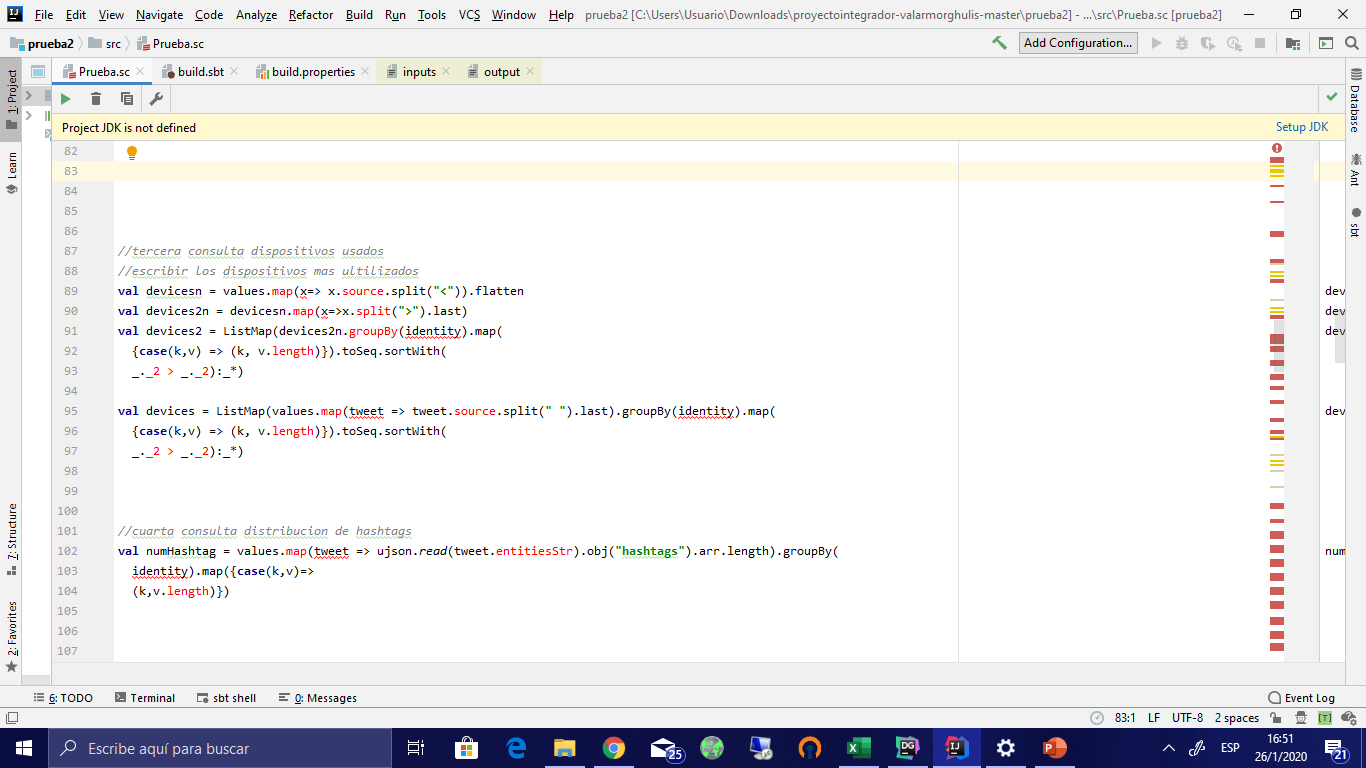 File Edit View Navigate Code Analyze Refactor Build Run Tools VCS Window Help prueba2 [C:\Users\Usuario\Downloads\proyectointegrador-valarmorghulis-master\prueba2] - ...\src\Prueba.sc [prueba2]
prueba2 src Prueba.sc Add Configuration...
Prueba.sc build.sbt build.properties inputs output
Project JDK is not defined Setup JDK
1: Project
Learn
7: Structure
2: Favorites
Database
Ant
sbt
82
83
84
85
86
87 //tercera consulta dispositivos usados
88 //escribir los dispositivos mas ultilizados
89 val devicesn = values.map(x=> x.source.split("<")).flatten dev
90 val devices2n = devicesn.map(x=>x.split(">").last) dev
91 val devices2 = ListMap(devices2n.groupBy(identity).map( dev
92 {case(k,v) => (k, v.length)}).toSeq.sortWith(
93 _._2 > _._2):_*)
94
95 val devices = ListMap(values.map(tweet => tweet.source.split(" ").last).groupBy(identity).map( dev
96 {case(k,v) => (k, v.length)}).toSeq.sortWith(
97 _._2 > _._2):_*)
98
99
100
101 //cuarta consulta distribucion de hashtags
102 val numHashtag = values.map(tweet => ujson.read(tweet.entitiesStr).obj("hashtags").arr.length).groupBy( num
103 identity).map({case(k,v)=>
104 (k,v.length)})
105
106
107
6: TODO Terminal sbt shell 0: Messages Event Log
83:1 LF UTF-8 2 spaces [T]
Escribe aquí para buscar 25 DG IJ ESP 16:51
26/1/2020 21